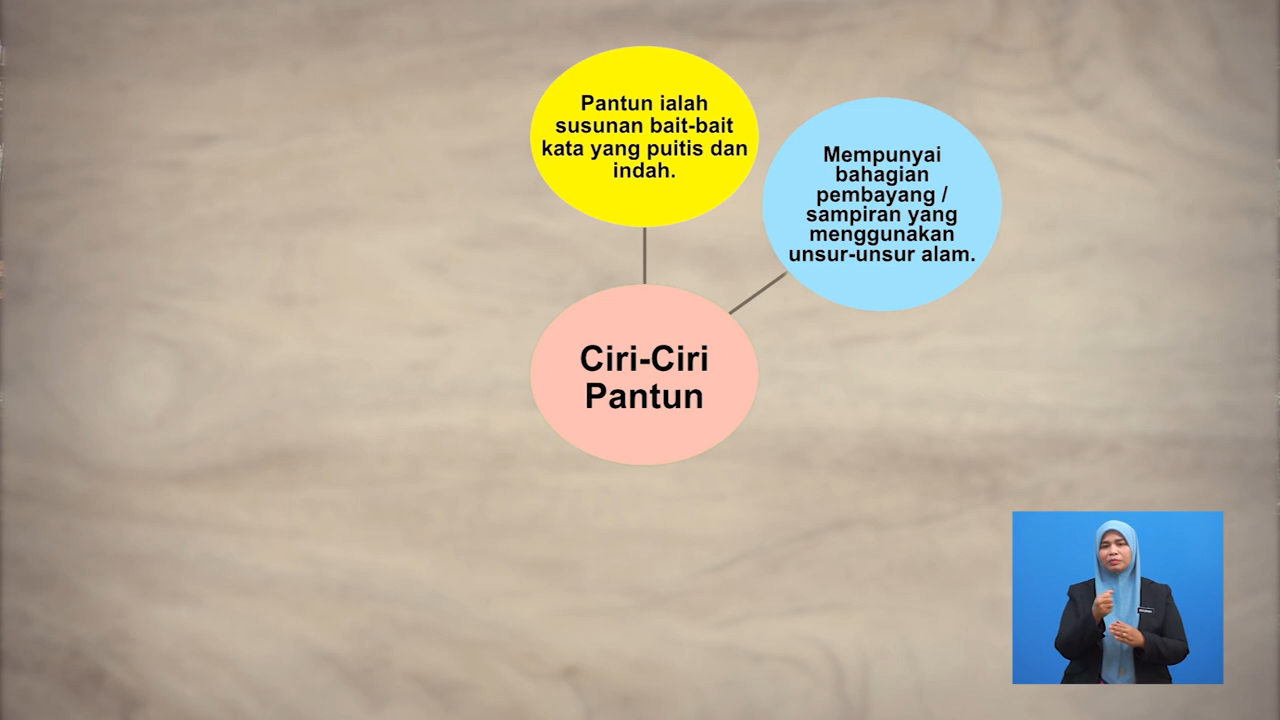 Pantun ialah
susunan bait-bait
kata yang puitis dan
indah.
Mempunyai
bahagian
pembayang /
sampiran yang
menggunakan
unsur-unsur alam.
Ciri-Ciri
Pantun